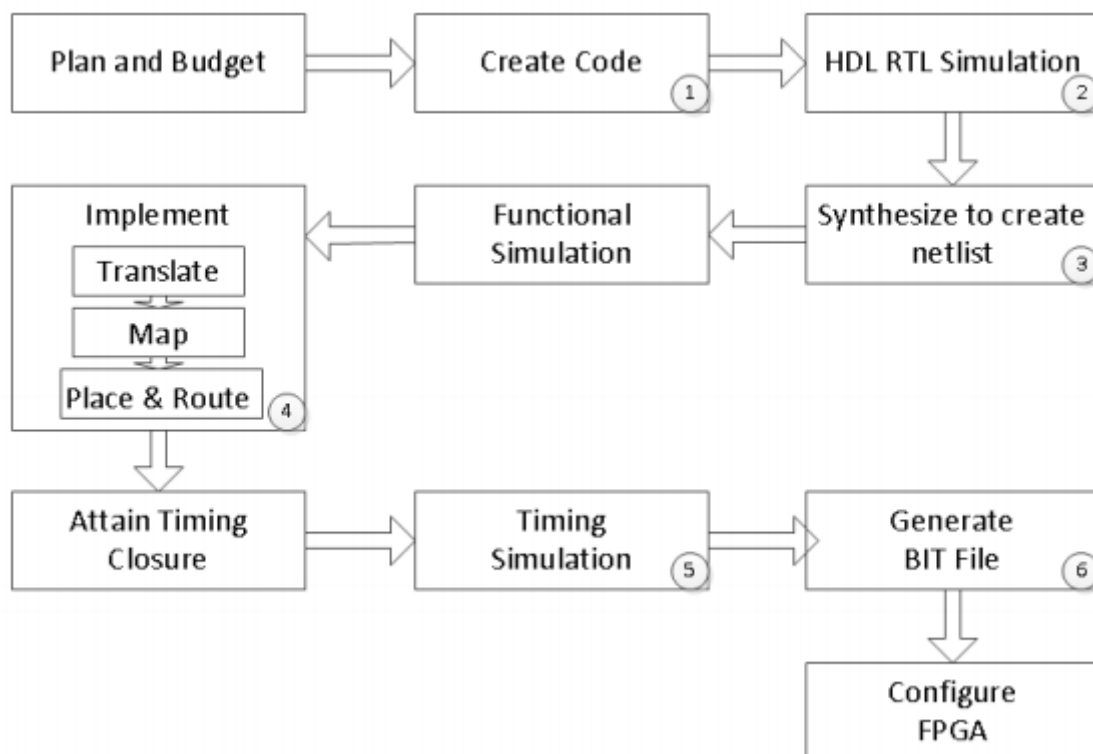 Plan and Budget
Create Code
1
HDL RTL Simulation
2
Implement
Translate
Map
Place & Route
4
Functional
Simulation
Synthesize to create
netlist
3
Attain Timing
Closure
Timing
Simulation
5
Generate
BIT File
6
Configure
FPGA